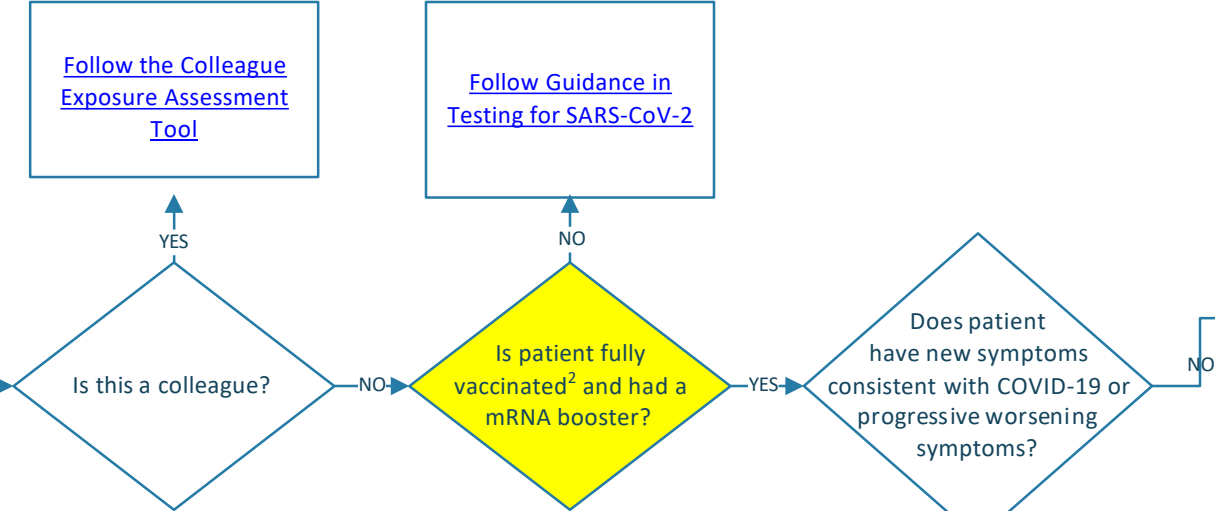 Follow the Colleague
Exposure Assessment
Tool
Follow Guidance in
Testing for SARS-CoV-2
YES
NO
Is this a colleague?
NO
Is patient fully
vaccinated² and had a
mRNA booster?
YES
Does patient
have new symptoms
consistent with COVID-19 or
progressive worsening
symptoms?
NO